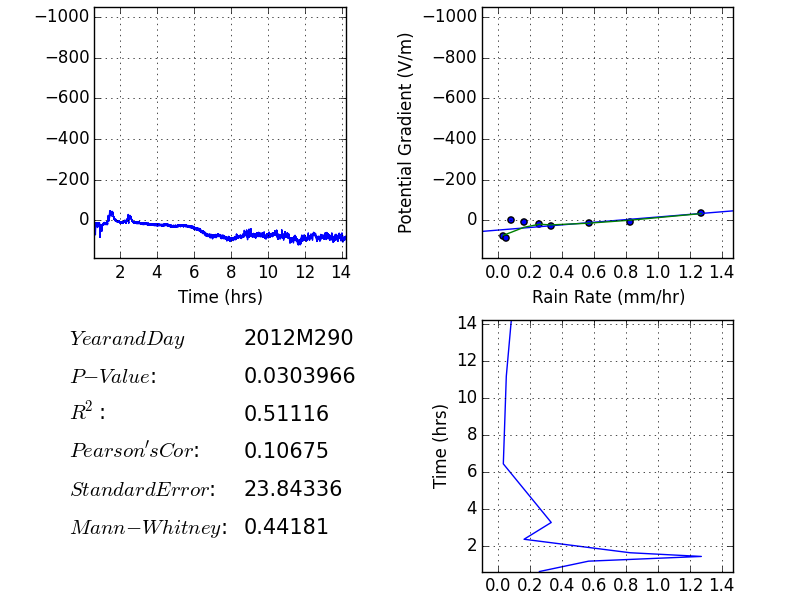 −1000
−800
−600
−400
−200
0
2 4 6 8 10 12 14
Time (hrs)
Potential Gradient (V/m)
−1000
−800
−600
−400
−200
0
0.0 0.2 0.4 0.6 0.8 1.0 1.2 1.4
Rain Rate (mm/hr)
YearandDay 2012M290
P−Value: 0.0303966
R²: 0.51116
Pearson'sCor: 0.10675
StandardError: 23.84336
Mann−Whitney: 0.44181
Time (hrs)
14
12
10
8
6
4
2
0.0 0.2 0.4 0.6 0.8 1.0 1.2 1.4